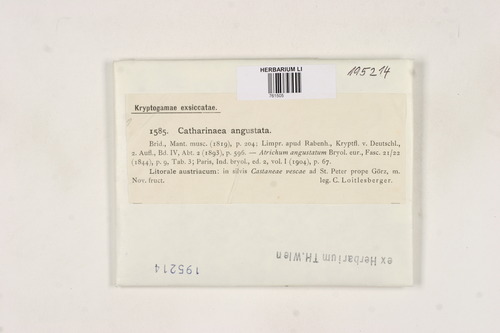 HERBARIUM LI
761505
195214
Kryptogamae exsiccatae.
1585. Catharinaea angustata.
Brid., Mant. musc. (1819), p. 204; Limpr. apud Rabenh., Kryptfl. v. Deutschl.,
2. Aufl., Bd. IV, Abt. 2 (1893), p. 596. — Atrichum angustatum Bryol. eur., Fasc. 21/22
(1844), p. 9, Tab. 3; Paris, Ind. bryol., ed. 2, vol. I (1904), p. 67.
Litorale austriacum: in silvis Castaneae vescae ad St. Peter prope Görz, m.
Nov. fruct. leg. C. Loitlesberger.
195214
ex Herbarium TH.Wien